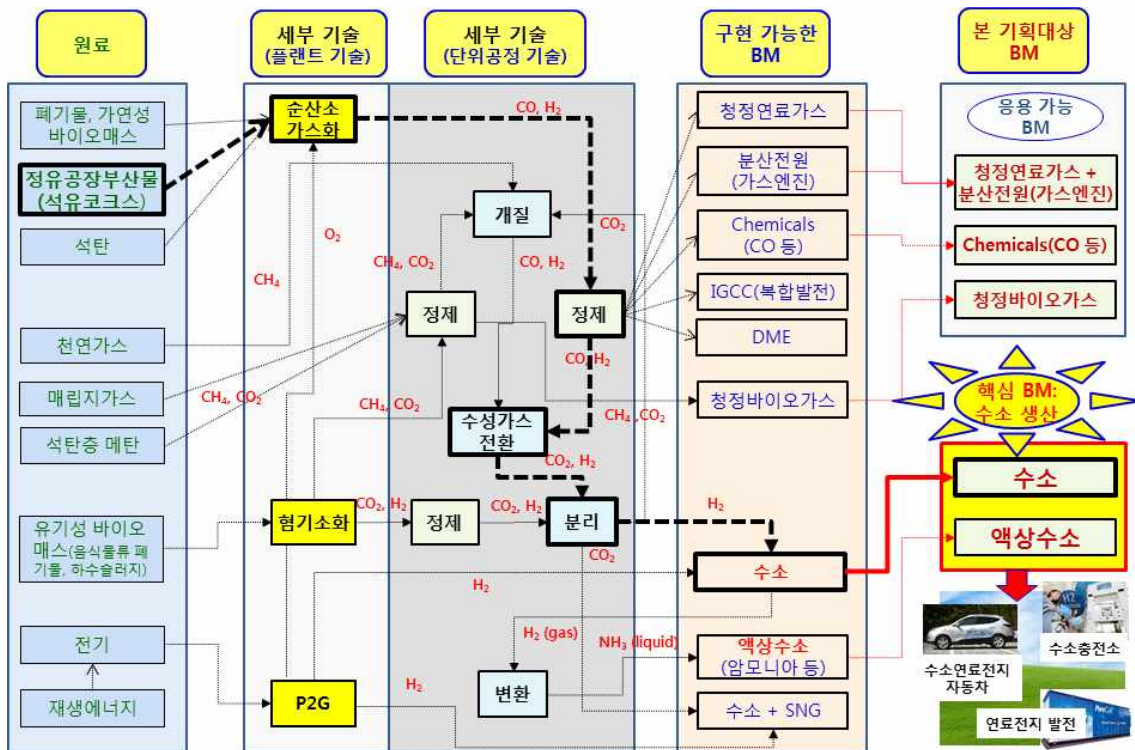 원료
세부 기술
(플랜트 기술)
세부 기술
(단위공정 기술)
구현 가능한
BM
본 기획대상
BM
폐기물, 가연성
바이오매스
정유공장부산물
(석유코크스)
석탄
천연가스
매립지가스
석탄층 메탄
유기성 바이오
매스(음식물류 폐
기물, 하수슬러지)
전기
재생에너지
순산소
가스화
혐기소화
P2G
CH₄
O₂
CH₄, CO₂
CH₄, CO₂
CO₂, H₂
H₂
H₂
CO, H₂
개질
CO₂
CH₄, CO₂
CO, H₂
정제
정제
CO, H₂
수성가스
전환
CH₄ ,CO₂
CO₂, H₂
정제
CO₂, H₂
분리
CO₂
H₂
H₂ (gas)
NH₃ (liquid)
변환
청정연료가스
분산전원
(가스엔진)
Chemicals
(CO 등)
IGCC(복합발전)
DME
청정바이오가스
수소
액상수소
(암모니아 등)
수소 + SNG
응용 가능
BM
청정연료가스 +
분산전원(가스엔진)
Chemicals(CO 등)
청정바이오가스
핵심 BM:
수소 생산
수소
액상수소
H2
수소충전소
수소연료전지
자동차
연료전지 발전